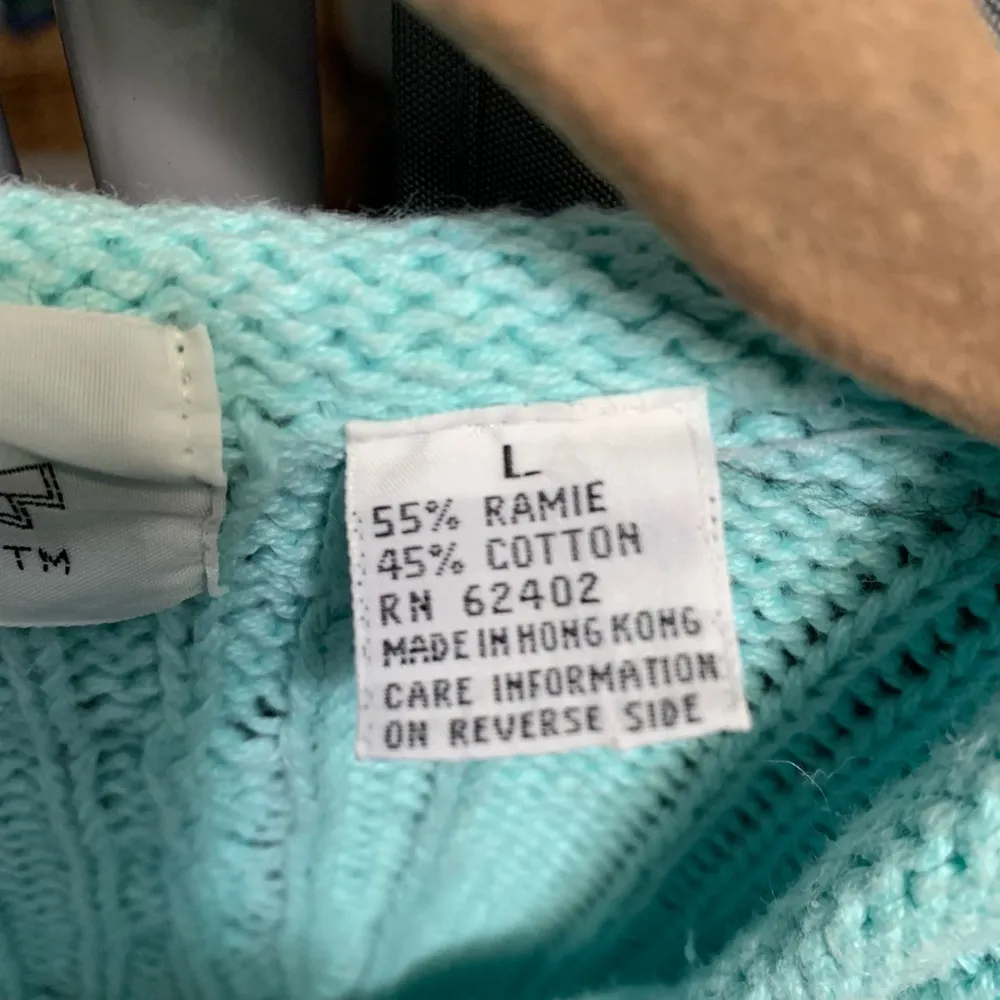 TM
L
55% RAMIE
45% COTTON
RN 62402
MADE IN HONG KONG
CARE INFORMATION
ON REVERSE SIDE